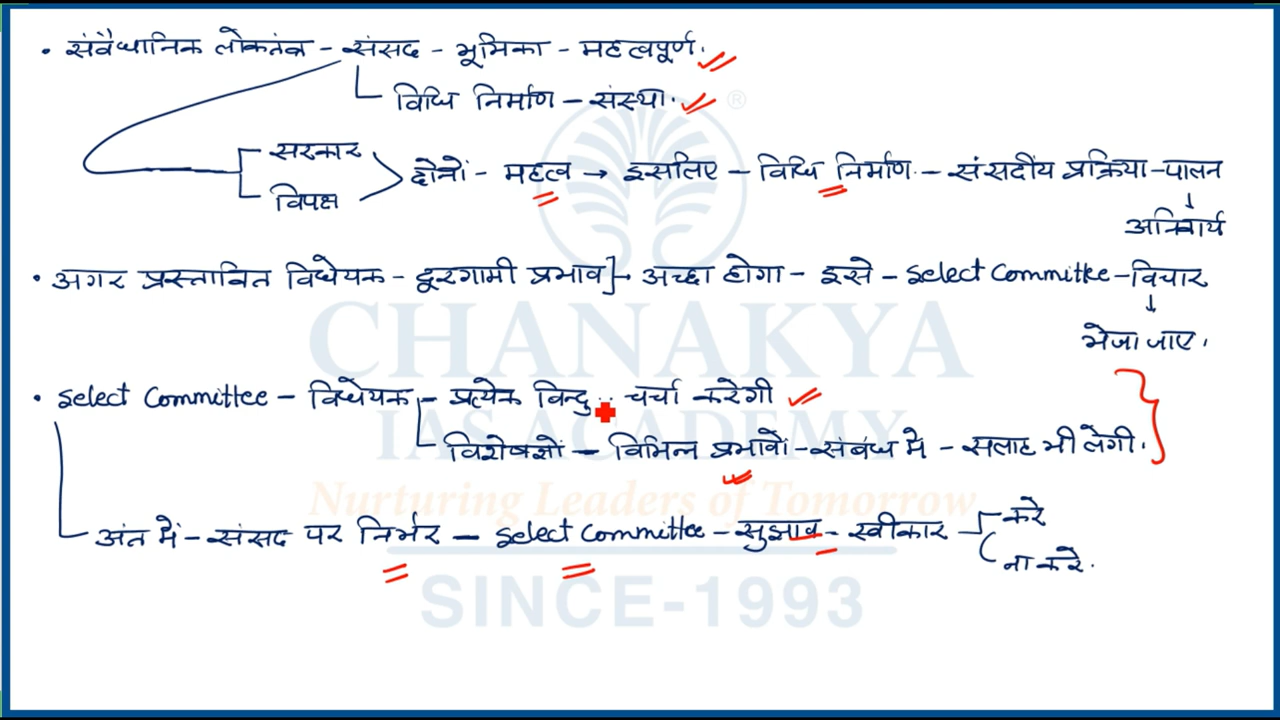 • संवैधानिक लोकतंत्र - संसद - भूमिका - महत्वपूर्ण.
विधि निर्माण - संस्था.
सरकार
विपक्ष
दोनों - महत्व → इसलिए - विधि निर्माण - संसदीय प्रक्रिया - पालन
↓
अनिवार्य
• अगर प्रस्तावित विधेयक - दूरगामी प्रभाव] → अच्छा होगा - इसे - Select Committee - विचार
↓
भेजा जाए.
• Select Committee - विधेयक - प्रत्येक बिन्दु .. चर्चा करेगी
विशेषज्ञों - विभिन्न प्रभावों - संबंध में - सलाह भी लेगी.
अंत में - संसद पर निर्भर - Select Committee - सुझाव - स्वीकार
करे
ना करे.
CHANAKYA ®
IAS ACADEMY
Nurturing Leaders of Tomorrow
SINCE-1993